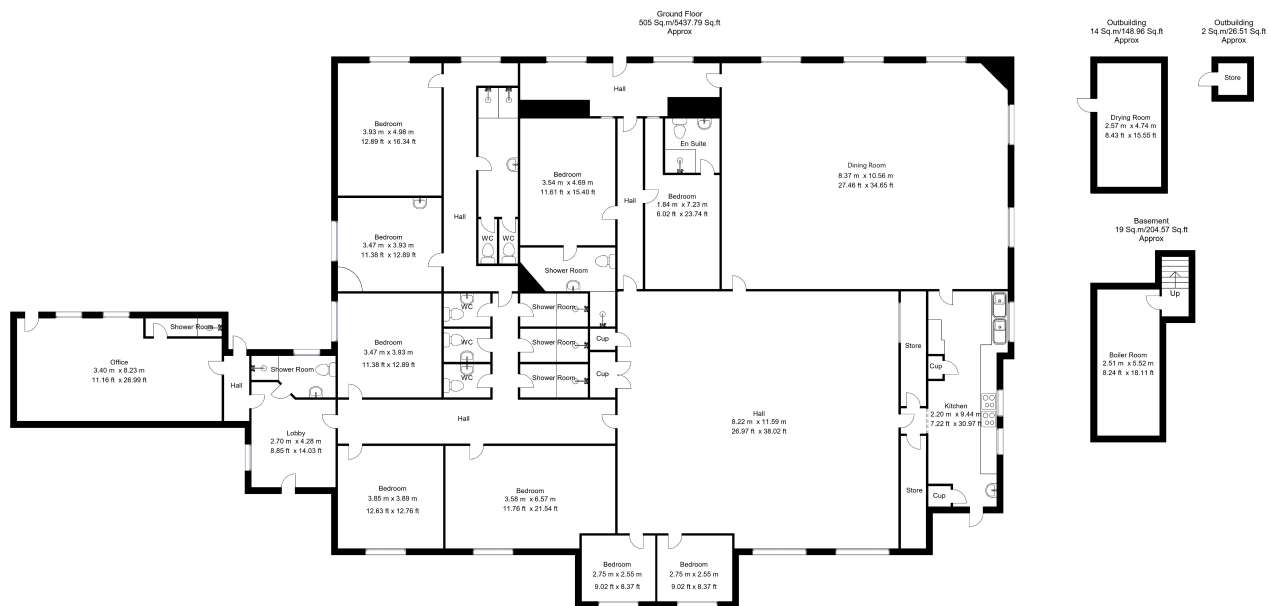 Ground Floor
505 Sq.m/5437.79 Sq.ft
Approx
Outbuilding
14 Sq.m/148.96 Sq.ft
Approx
Outbuilding
2 Sq.m/26.51 Sq.ft
Approx
Store
Hall
Bedroom
3.93 m x 4.98 m
12.89 ft x 16.34 ft
Drying Room
2.57 m x 4.74 m
8.43 ft x 15.55 ft
En Suite
Dining Room
8.37 m x 10.56 m
27.46 ft x 34.65 ft
Bedroom
3.54 m x 4.69 m
11.61 ft x 15.40 ft
Bedroom
1.84 m x 7.23 m
6.02 ft x 23.74 ft
Hall
Hall
Bedroom
3.47 m x 3.93 m
11.38 ft x 12.89 ft
WC
WC
Basement
19 Sq.m/204.57 Sq.ft
Approx
Shower Room
Up
WC
Shower Room
Shower Room
Office
3.40 m x 8.23 m
11.16 ft x 26.99 ft
Bedroom
3.47 m x 3.93 m
11.38 ft x 12.89 ft
WC
Shower Room
Cup
Store
Boiler Room
2.51 m x 5.52 m
8.24 ft x 18.11 ft
Shower Room
Cup
Cup
WC
Shower Room
Hall
Kitchen
2.20 m x 9.44 m
7.22 ft x 30.97 ft
Hall
Hall
8.22 m x 11.59 m
26.97 ft x 38.02 ft
Lobby
2.70 m x 4.28 m
8.85 ft x 14.03 ft
Bedroom
3.85 m x 3.89 m
12.63 ft x 12.76 ft
Bedroom
3.58 m x 6.57 m
11.76 ft x 21.54 ft
Store
Cup
Bedroom
2.75 m x 2.55 m
9.02 ft x 8.37 ft
Bedroom
2.75 m x 2.55 m
9.02 ft x 8.37 ft